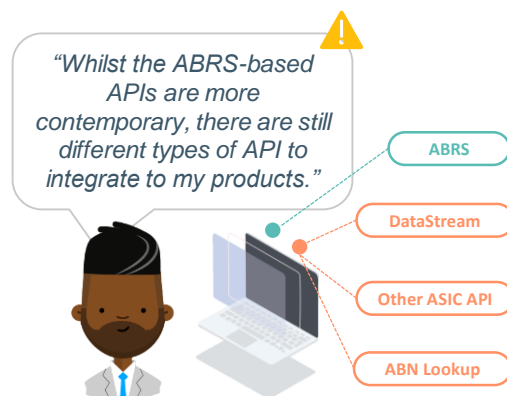 “Whilst the ABRS-based
APIs are more
contemporary, there are still
different types of API to
integrate to my products.”
ABRS
DataStream
Other ASIC API
ABN Lookup